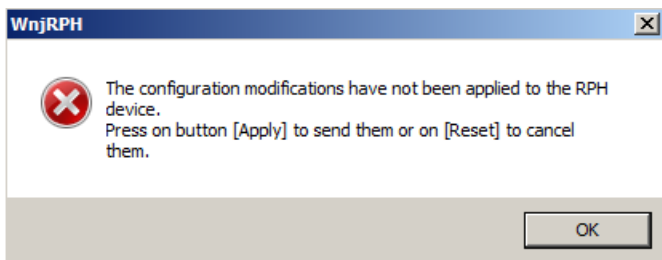 WnjRPH
The configuration modifications have not been applied to the RPH
device.
Press on button [Apply] to send them or on [Reset] to cancel
them.
OK